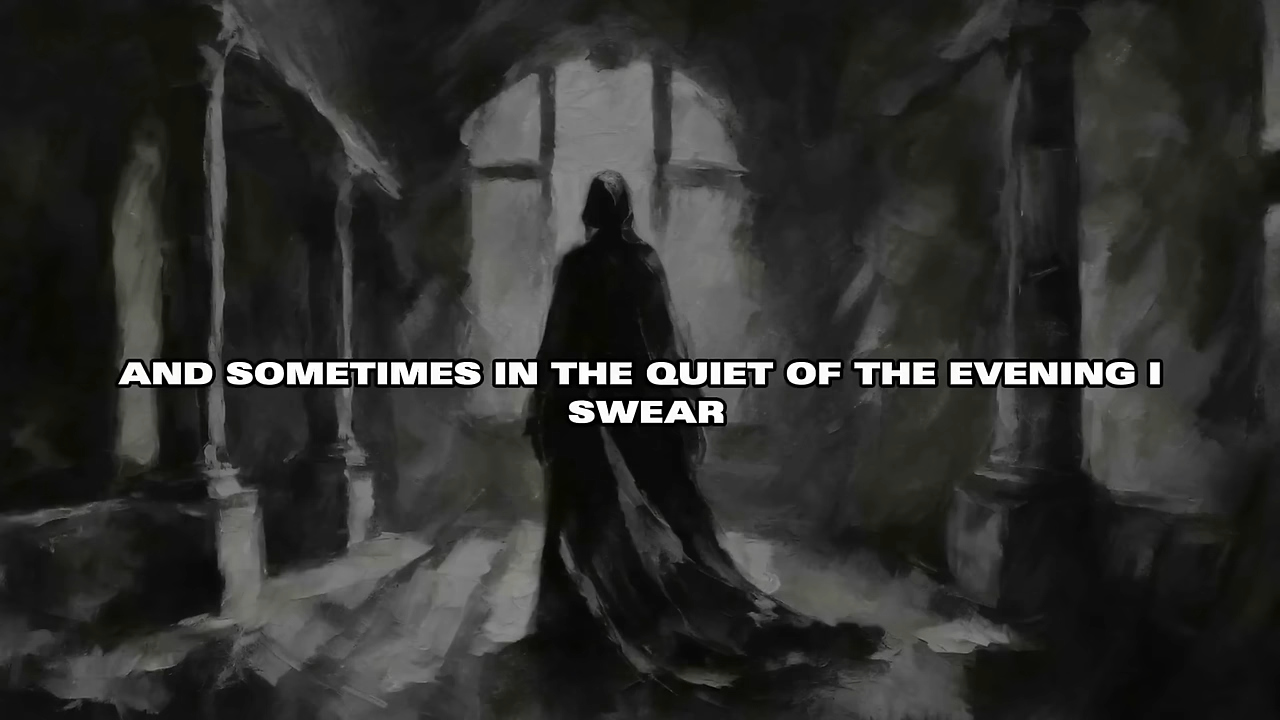 AND SOMETIMES IN THE QUIET OF THE EVENING I
SWEAR